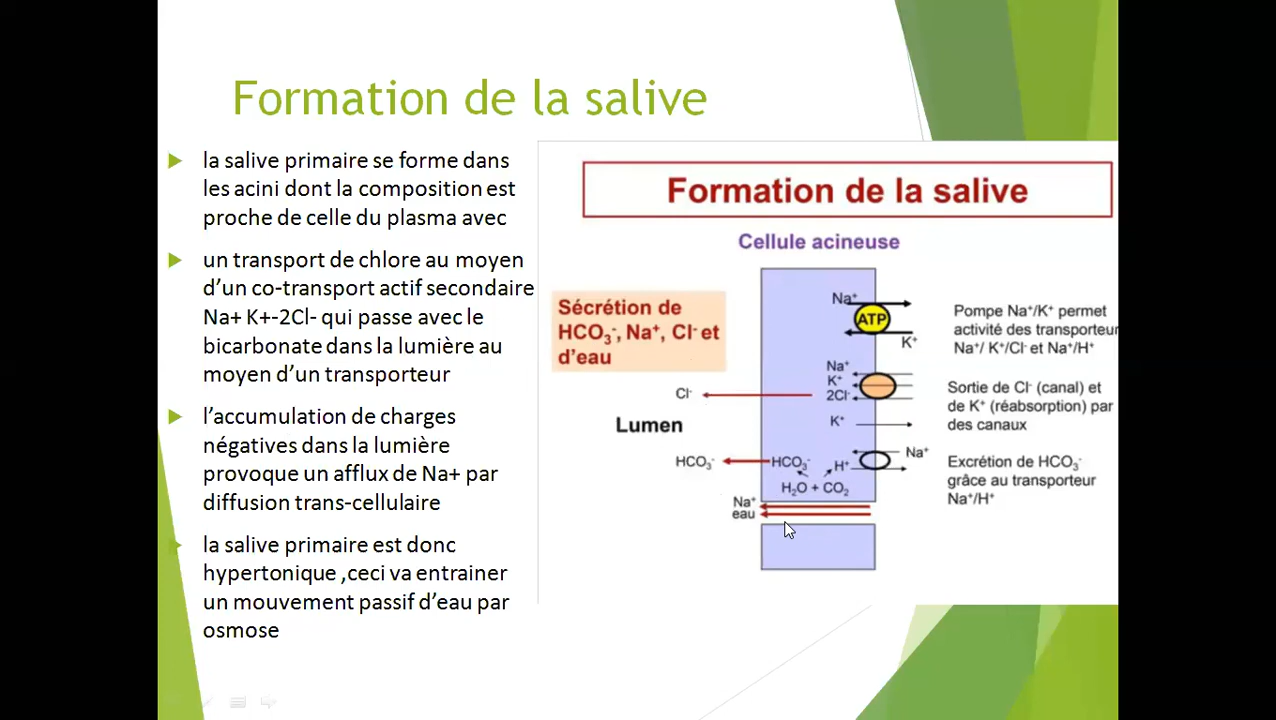 Formation de la salive
la salive primaire se forme dans
les acini dont la composition est
proche de celle du plasma avec
un transport de chlore au moyen
d'un co-transport actif secondaire
Na+ K+-2Cl- qui passe avec le
bicarbonate dans la lumière au
moyen d'un transporteur
l'accumulation de charges
négatives dans la lumière
provoque un afflux de Na+ par
diffusion trans-cellulaire
la salive primaire est donc
hypertonique ,ceci va entrainer
un mouvement passif d'eau par
osmose
Formation de la salive
Cellule acineuse
Sécrétion de
HCO₃⁻, Na⁺, Cl⁻ et
d'eau
Na⁺
ATP
K⁺
Pompe Na⁺/K⁺ permet
activité des transporteur
Na⁺/ K⁺/Cl⁻ et Na⁺/H⁺
Na⁺
K⁺
2Cl⁻
Cl⁻
Sortie de Cl⁻ (canal) et
de K⁺ (réabsorption) par
des canaux
Lumen
K⁺
HCO₃⁻
HCO₃⁻
H⁺
Na⁺
H₂O + CO₂
Excrétion de HCO₃⁻
grâce au transporteur
Na⁺/H⁺
Na⁺
eau